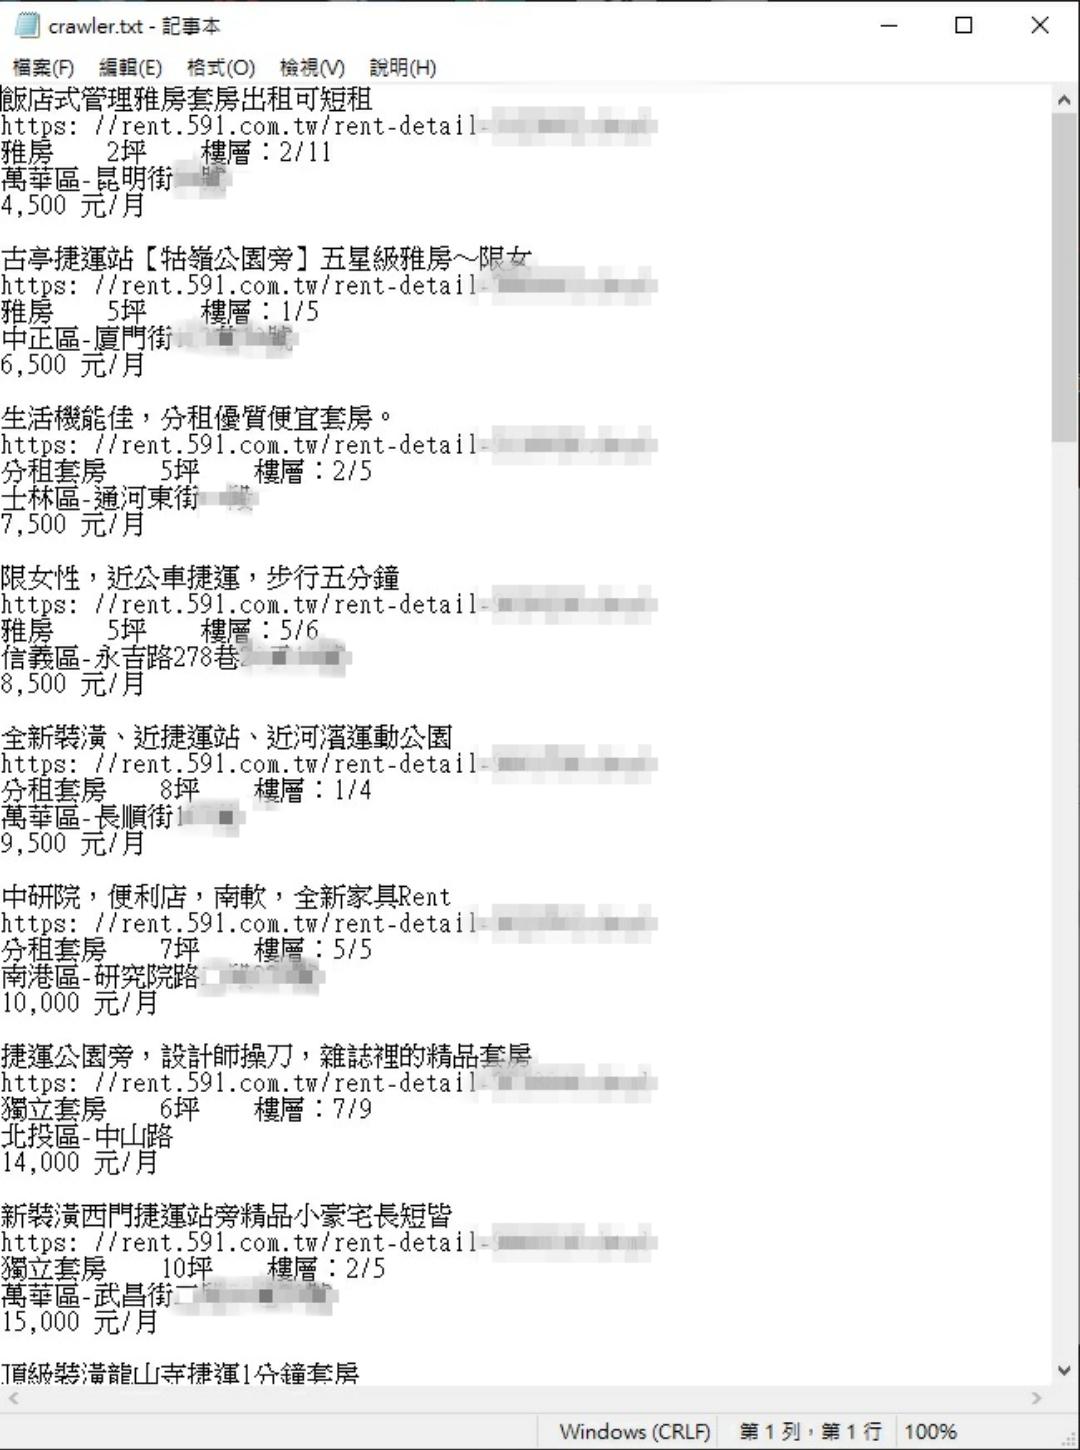 crawler.txt - 記事本
檔案(F) 編輯(E) 格式(O) 檢視(V) 說明(H)
飯店式管理雅房套房出租可短租
https: //rent.591.com.tw/rent-detail-
雅房 2坪 樓層：2/11
萬華區-昆明街 號
4,500 元/月
古亭捷運站【牯嶺公園旁】五星級雅房～限女
https: //rent.591.com.tw/rent-detail-
雅房 5坪 樓層：1/5
中正區-廈門街
6,500 元/月
生活機能佳，分租優質便宜套房。
https: //rent.591.com.tw/rent-detail-
分租套房 5坪 樓層：2/5
士林區-通河東街
7,500 元/月
限女性，近公車捷運，步行五分鐘
https: //rent.591.com.tw/rent-detail-
雅房 5坪 樓層：5/6
信義區-永吉路278巷
8,500 元/月
全新裝潢、近捷運站、近河濱運動公園
https: //rent.591.com.tw/rent-detail-
分租套房 8坪 樓層：1/4
萬華區-長順街
9,500 元/月
中研院，便利店，南軟，全新家具Rent
https: //rent.591.com.tw/rent-detail-
分租套房 7坪 樓層：5/5
南港區-研究院路
10,000 元/月
捷運公園旁，設計師操刀，雜誌裡的精品套房
https: //rent.591.com.tw/rent-detail-
獨立套房 6坪 樓層：7/9
北投區-中山路
14,000 元/月
新裝潢西門捷運站旁精品小豪宅長短皆
https: //rent.591.com.tw/rent-detail-
獨立套房 10坪 樓層：2/5
萬華區-武昌街
15,000 元/月
頂級裝潢龍山寺捷運1分鐘套房
Windows (CRLF) 第 1 列，第 1 行 100%